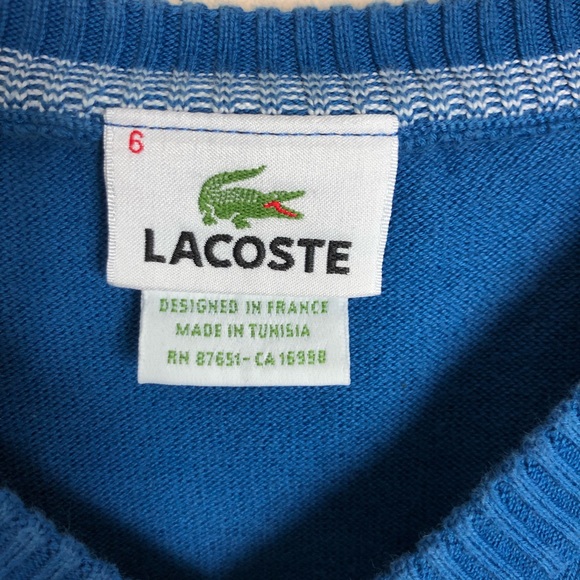 6
LACOSTE
DESIGNED IN FRANCE
MADE IN TUNISIA
RN 87651-CA 16998